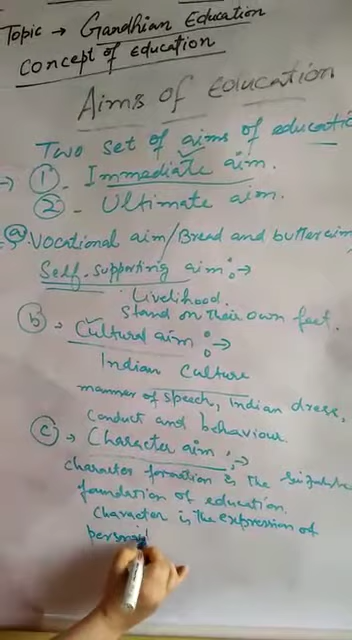 Topic → Gandhian Education
Concept of education
Aims of Education
Two set of aims of educatio
→ ① - Immediate aim.
② - Ultimate aim.
ⓐ. Vocational aim/Bread and butter aim/
Self-supporting aim:→
Livelihood.
Stand on their own feet.
ⓑ → Cultural aim:→
Indian Culture
manner of speech, Indian dress,
Conduct and behaviour.
ⓒ → Character aim:→
character formation is the
foundation of education.
Character is the expression of
personal